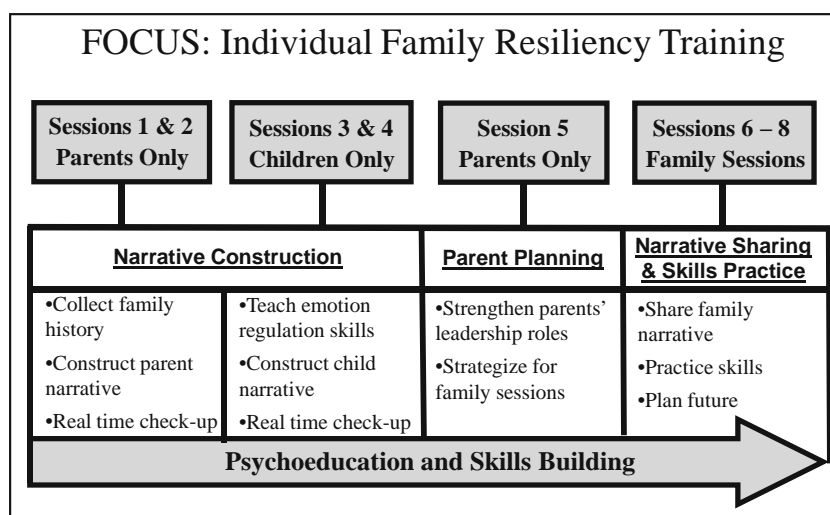 FOCUS: Individual Family Resiliency Training
Sessions 1 & 2
Parents Only
Sessions 3 & 4
Children Only
Session 5
Parents Only
Sessions 6 – 8
Family Sessions
Narrative Construction
Parent Planning
Narrative Sharing
& Skills Practice
•Collect family
history
•Construct parent
narrative
•Real time check-up
•Teach emotion
regulation skills
•Construct child
narrative
•Real time check-up
•Strengthen parents’
leadership roles
•Strategize for
family sessions
•Share family
narrative
•Practice skills
•Plan future
Psychoeducation and Skills Building